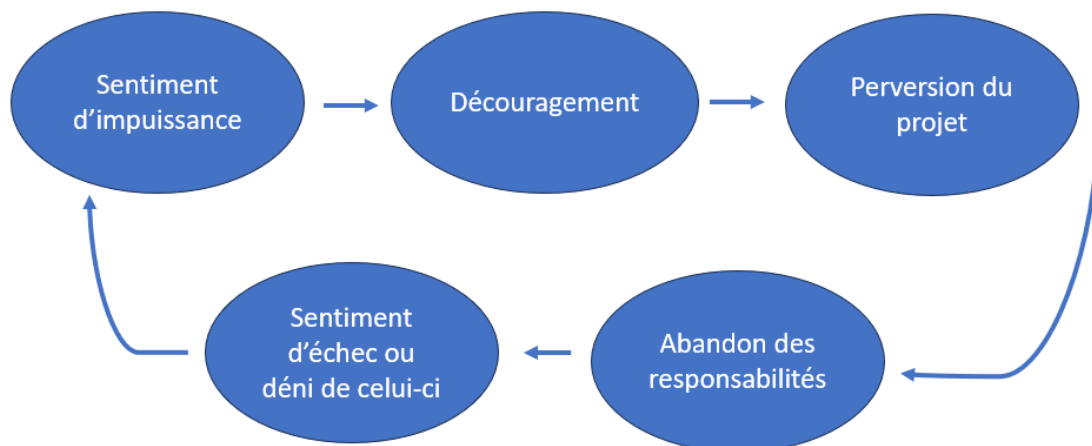 Sentiment
d’impuissance
Découragement
Perversion du
projet
Abandon des
responsabilités
Sentiment
d’échec ou
déni de celui-ci